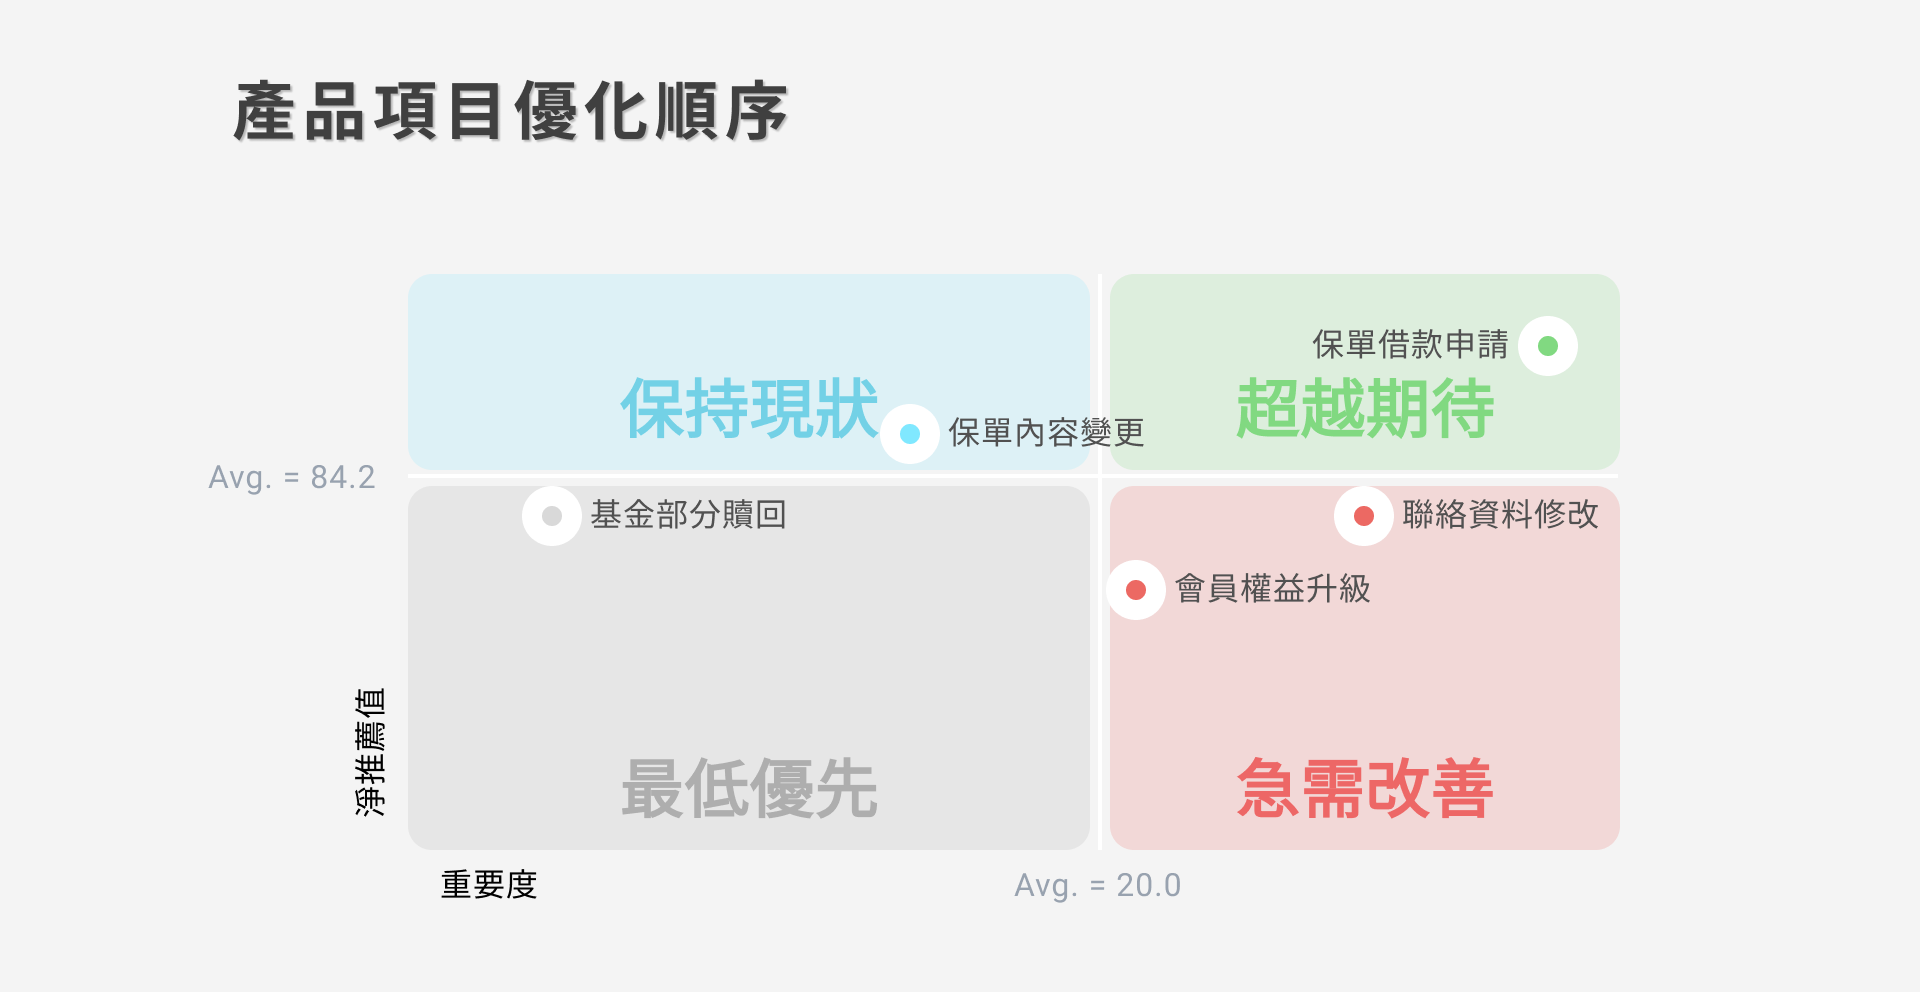 產品項目優化順序
保單借款申請
保持現狀
超越期待
保單內容變更
Avg. = 84.2
基金部分贖回
聯絡資料修改
會員權益升級
淨推薦值
最低優先
急需改善
重要度
Avg. = 20.0